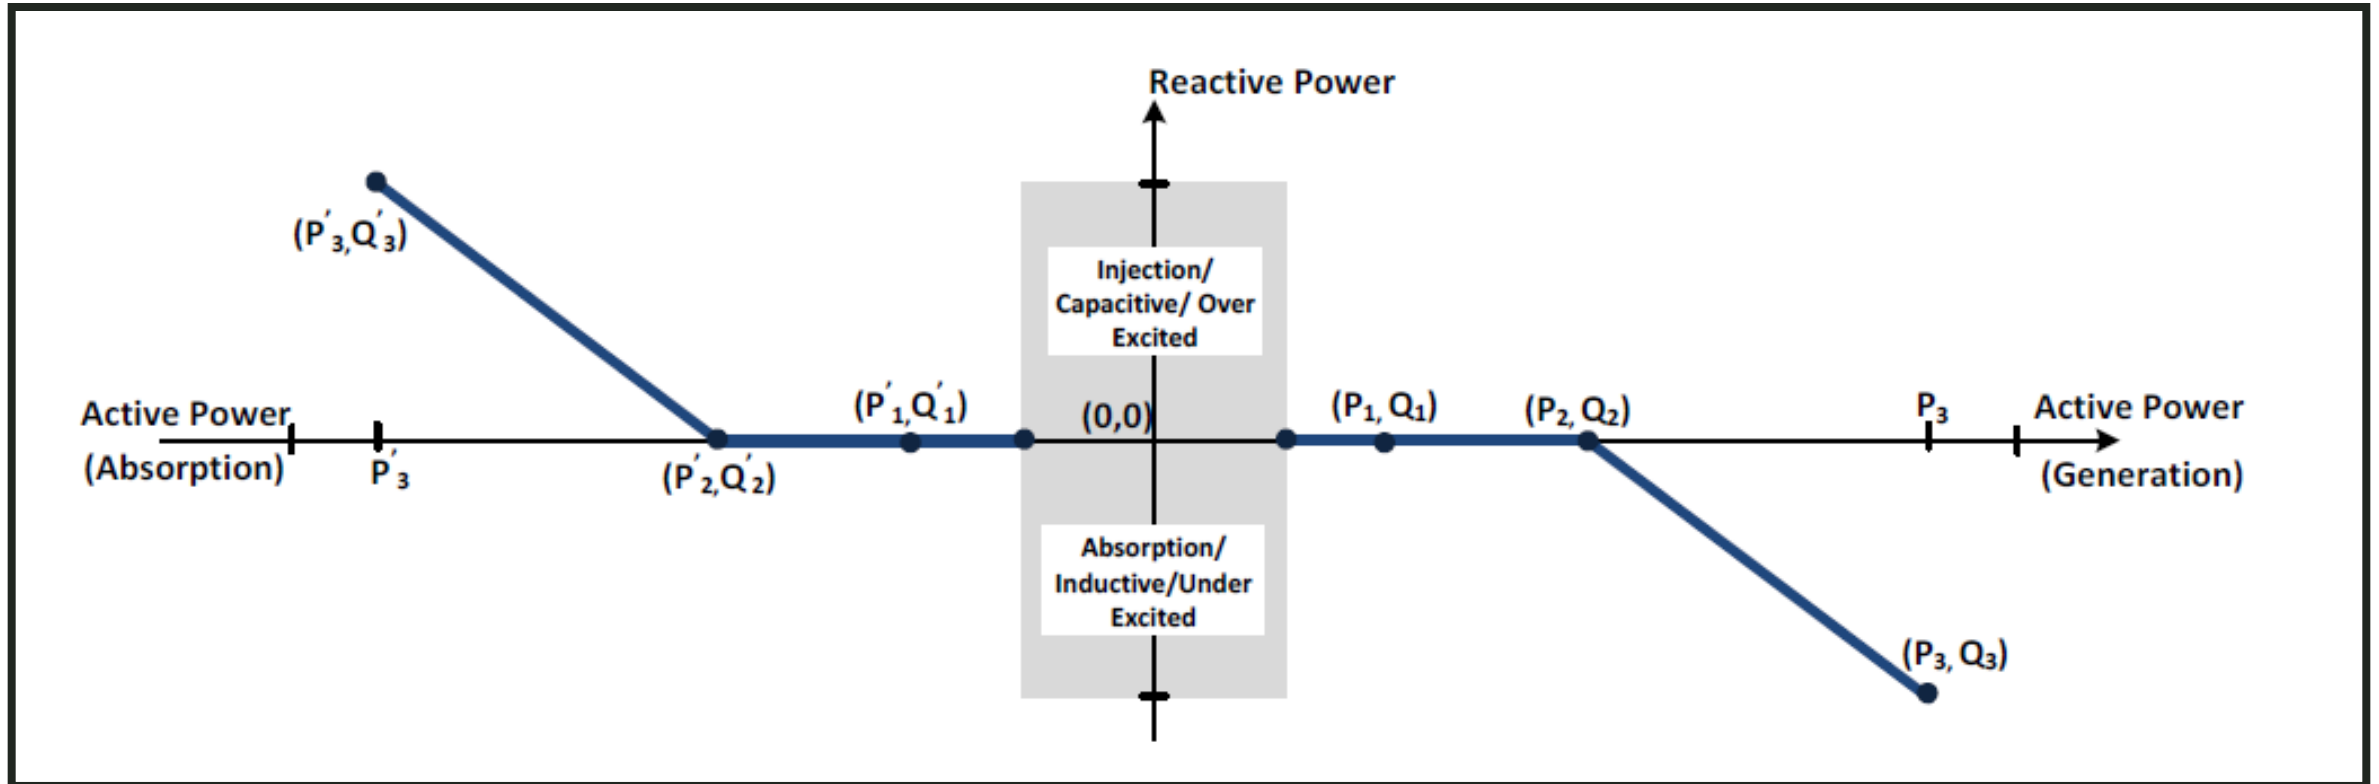 Reactive Power
(P'3,Q'3)
Injection/
Capacitive/ Over
Excited
Active Power
(Absorption)
P'3
(P'2,Q'2)
(P'1,Q'1)
(0,0)
(P1, Q1)
(P2, Q2)
P3
Active Power
(Generation)
Absorption/
Inductive/Under
Excited
(P3, Q3)